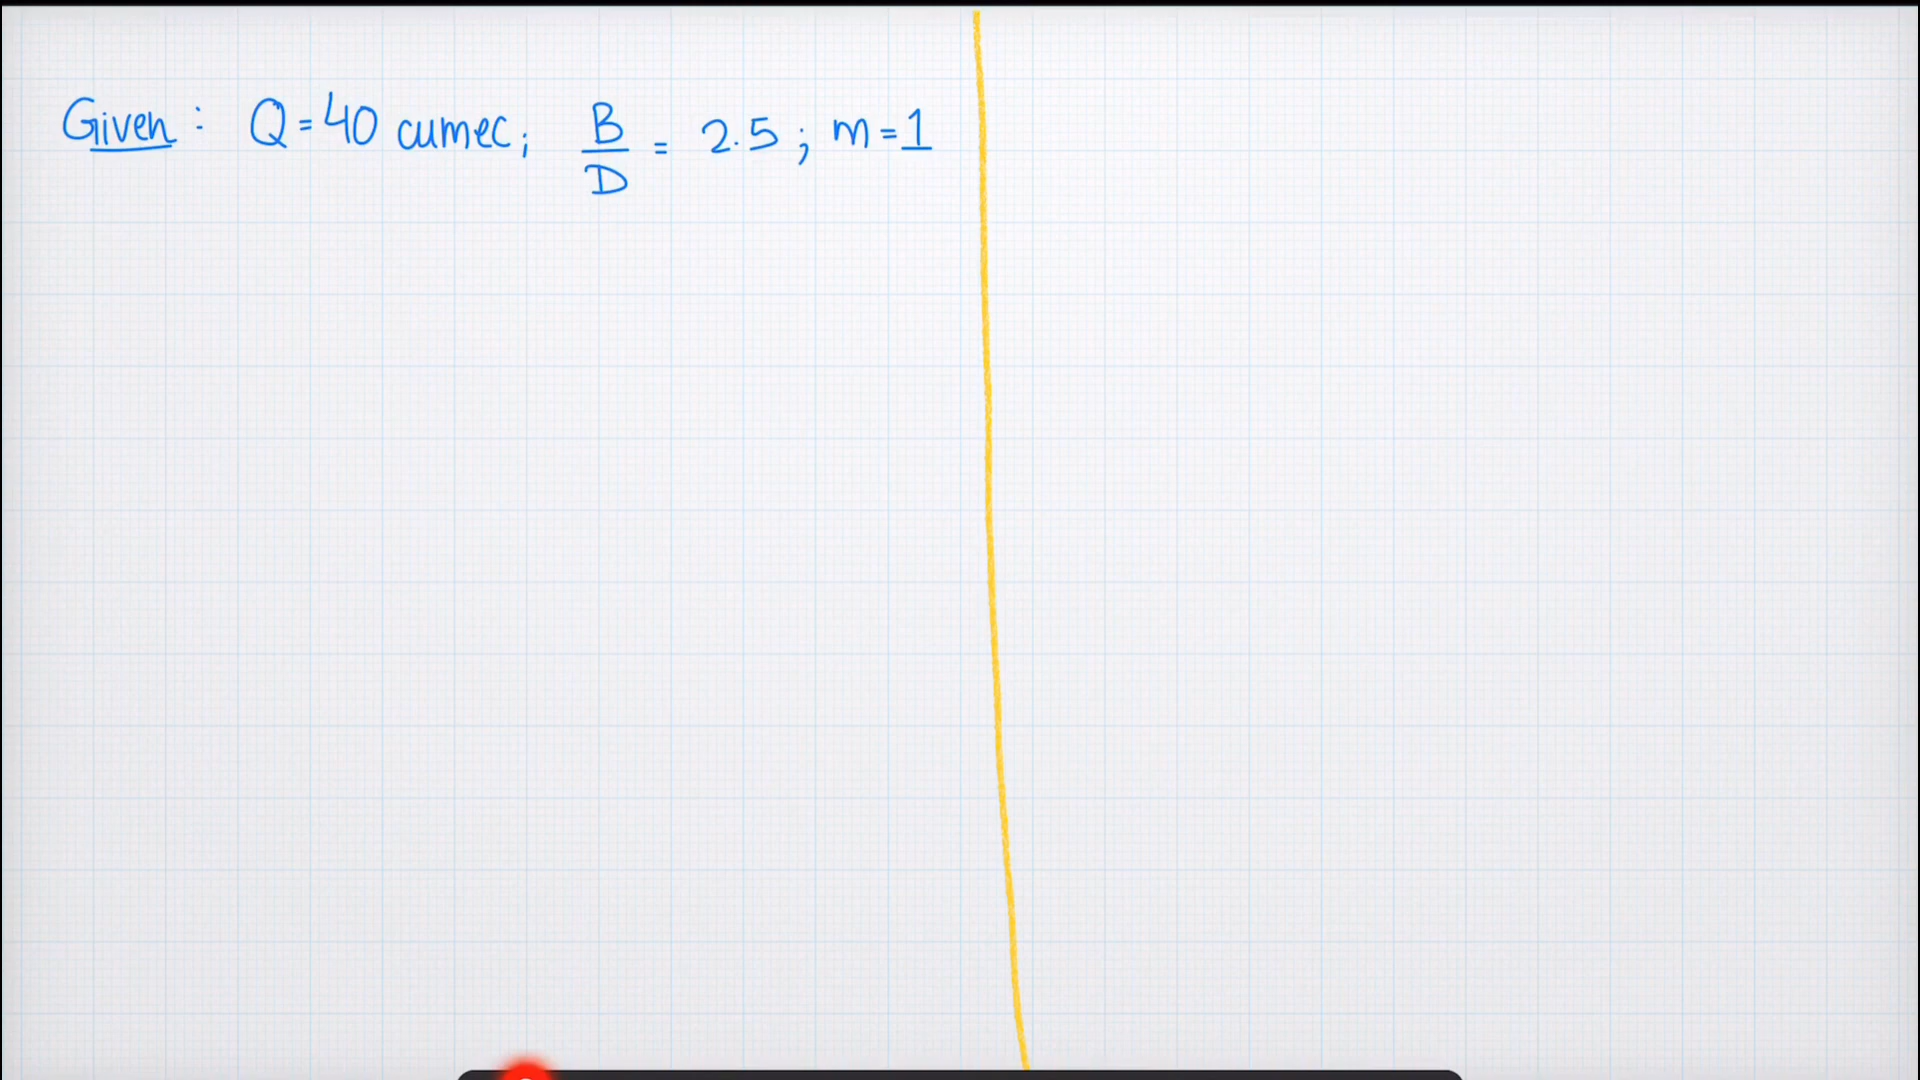 Given : Q = 40 cumec; B/D = 2.5 ; m = 1